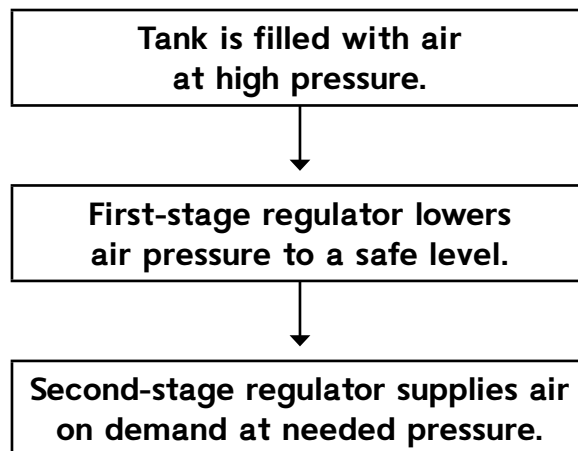 Tank is filled with air
at high pressure.
First-stage regulator lowers
air pressure to a safe level.
Second-stage regulator supplies air
on demand at needed pressure.